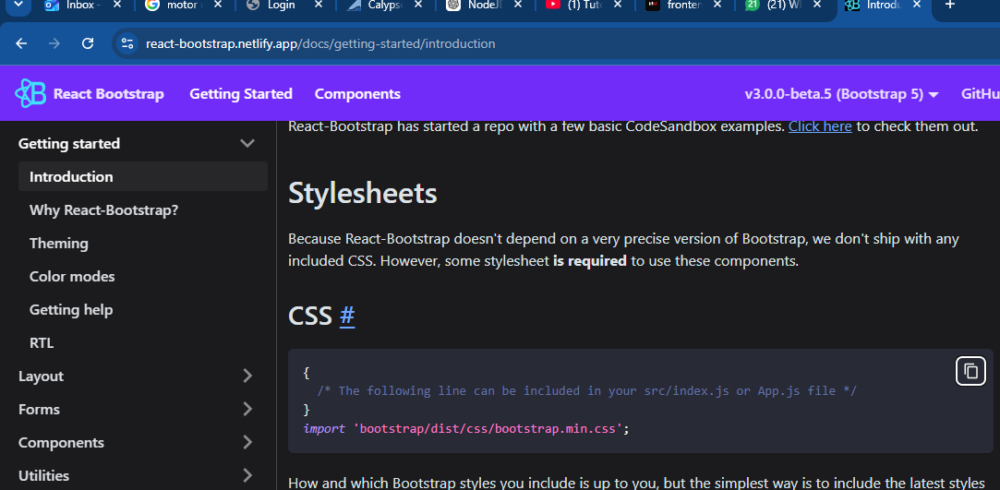 Inbox -
motor
Login
Calyps
NodeJ
(1) Tut
fronter
21
(21) W
Introdu
react-bootstrap.netlify.app/docs/getting-started/introduction
React Bootstrap
Getting Started
Components
v3.0.0-beta.5 (Bootstrap 5)
GitHu
React-Bootstrap has started a repo with a few basic CodeSandbox examples. Click here to check them out.
Getting started
Introduction
Why React-Bootstrap?
Theming
Color modes
Getting help
RTL
Layout
Forms
Components
Utilities
Stylesheets
Because React-Bootstrap doesn't depend on a very precise version of Bootstrap, we don't ship with any
included CSS. However, some stylesheet is required to use these components.
CSS #
{
/* The following line can be included in your src/index.js or App.js file */
}
import 'bootstrap/dist/css/bootstrap.min.css';
How and which Bootstrap styles you include is up to you, but the simplest way is to include the latest styles